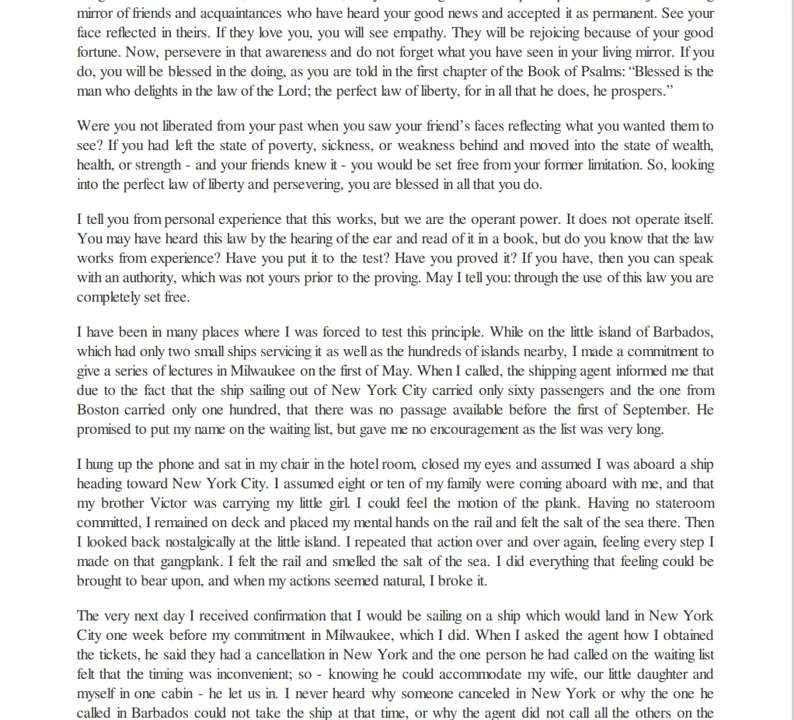 mirror of friends and acquaintances who have heard your good news and accepted it as permanent. See your
face reflected in theirs. If they love you, you will see empathy. They will be rejoicing because of your good
fortune. Now, persevere in that awareness and do not forget what you have seen in your living mirror. If you
do, you will be blessed in the doing, as you are told in the first chapter of the Book of Psalms: “Blessed is the
man who delights in the law of the Lord; the perfect law of liberty, for in all that he does, he prospers.”
Were you not liberated from your past when you saw your friend’s faces reflecting what you wanted them to
see? If you had left the state of poverty, sickness, or weakness behind and moved into the state of wealth,
health, or strength - and your friends knew it - you would be set free from your former limitation. So, looking
into the perfect law of liberty and persevering, you are blessed in all that you do.
I tell you from personal experience that this works, but we are the operant power. It does not operate itself.
You may have heard this law by the hearing of the ear and read of it in a book, but do you know that the law
works from experience? Have you put it to the test? Have you proved it? If you have, then you can speak
with an authority, which was not yours prior to the proving. May I tell you: through the use of this law you are
completely set free.
I have been in many places where I was forced to test this principle. While on the little island of Barbados,
which had only two small ships servicing it as well as the hundreds of islands nearby, I made a commitment to
give a series of lectures in Milwaukee on the first of May. When I called, the shipping agent informed me that
due to the fact that the ship sailing out of New York City carried only sixty passengers and the one from
Boston carried only one hundred, that there was no passage available before the first of September. He
promised to put my name on the waiting list, but gave me no encouragement as the list was very long.
I hung up the phone and sat in my chair in the hotel room, closed my eyes and assumed I was aboard a ship
heading toward New York City. I assumed eight or ten of my family were coming aboard with me, and that
my brother Victor was carrying my little girl. I could feel the motion of the plank. Having no stateroom
committed, I remained on deck and placed my mental hands on the rail and felt the salt of the sea there. Then
I looked back nostalgically at the little island. I repeated that action over and over again, feeling every step I
made on that gangplank. I felt the rail and smelled the salt of the sea. I did everything that feeling could be
brought to bear upon, and when my actions seemed natural, I broke it.
The very next day I received confirmation that I would be sailing on a ship which would land in New York
City one week before my commitment in Milwaukee, which I did. When I asked the agent how I obtained
the tickets, he said they had a cancellation in New York and the one person he had called on the waiting list
felt that the timing was inconvenient; so - knowing he could accommodate my wife, our little daughter and
myself in one cabin - he let us in. I never heard why someone canceled in New York or why the one he
called in Barbados could not take the ship at that time, or why the agent did not call all the others on the